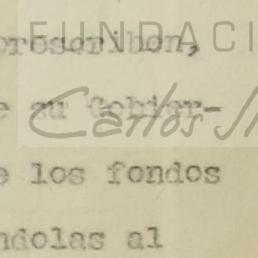 FUNDACI
prescriben,
e su Gobier-
Carlos
e los fondos
ndolas al